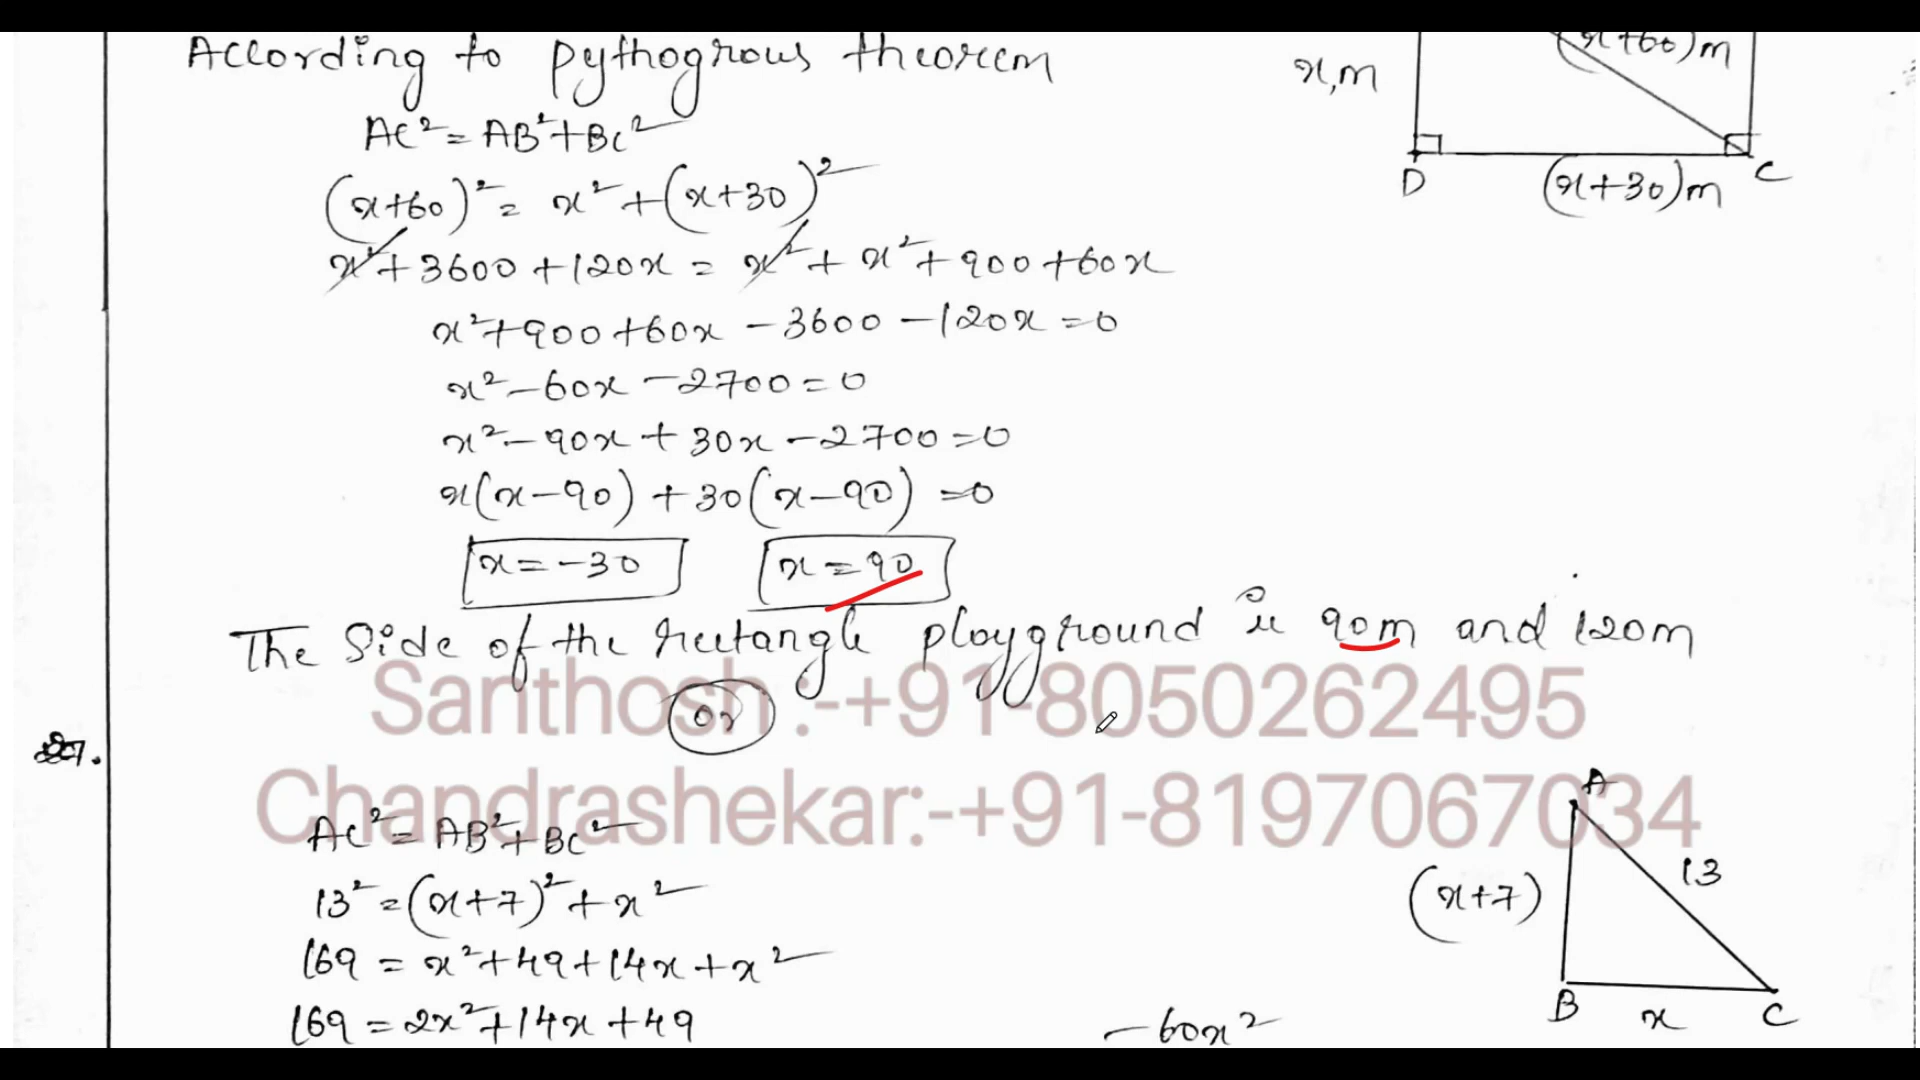 According to pythogrous theorem
(x+60)m
x,m
AC² = AB² + BC²
D (x+30)m C
(x+60)² = x² + (x+30)²
x² + 3600 + 120x = x² + x² + 900 + 60x
x² + 900 + 60x - 3600 - 120x = 0
x² - 60x - 2700 = 0
x² - 90x + 30x - 2700 = 0
x(x-90) + 30(x-90) = 0
x = -30 x = 90
The Side of the rectangle playground is 90m and 120m
Santhosh :-+91-8050262495
or
37.
Chandrashekar:-+91-8197067034
A
AC² = AB² + BC²
(x+7) 13
13² = (x+7)² + x²
169 = x² + 49 + 14x + x²
B x C
169 = 2x² + 14x + 49
-60x²